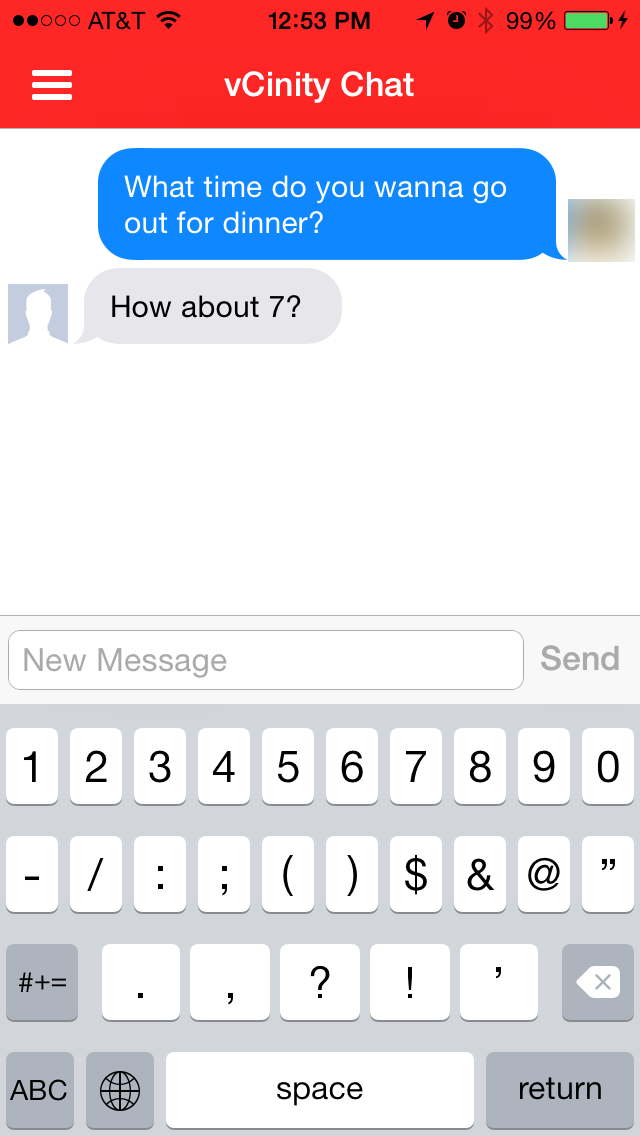 AT&T 12:53 PM 99%
vCinity Chat
What time do you wanna go
out for dinner?
How about 7?
New Message Send
1 2 3 4 5 6 7 8 9 0
- / : ; ( ) $ & @ ”
#+= . , ? ! ’
ABC space return